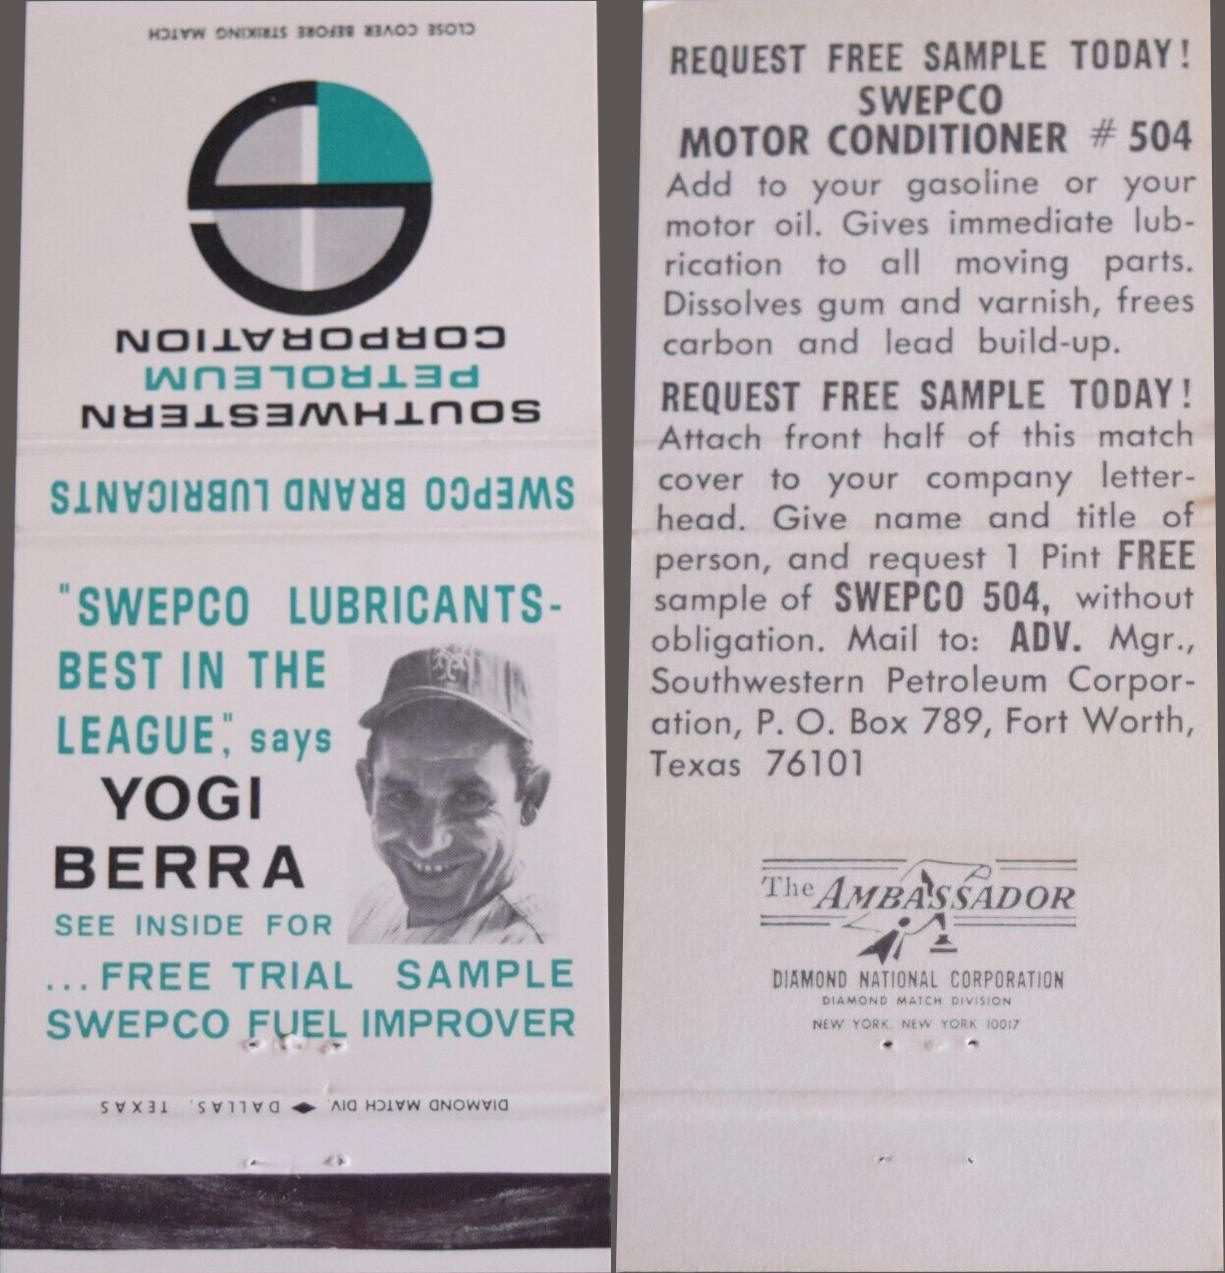 CLOSE COVER BEFORE STRIKING MATCH
SOUTHWESTERN
PETROLEUM
CORPORATION
SWEPCO BRAND LUBRICANTS
"SWEPCO LUBRICANTS-
BEST IN THE
LEAGUE," says
YOGI
BERRA
SEE INSIDE FOR
...FREE TRIAL SAMPLE
SWEPCO FUEL IMPROVER
DIAMOND MATCH DIV. ◆ DALLAS, TEXAS
REQUEST FREE SAMPLE TODAY!
SWEPCO
MOTOR CONDITIONER # 504
Add to your gasoline or your
motor oil. Gives immediate lub-
rication to all moving parts.
Dissolves gum and varnish, frees
carbon and lead build-up.
REQUEST FREE SAMPLE TODAY!
Attach front half of this match
cover to your company letter-
head. Give name and title of
person, and request 1 Pint FREE
sample of SWEPCO 504, without
obligation. Mail to: ADV. Mgr.,
Southwestern Petroleum Corpor-
ation, P. O. Box 789, Fort Worth,
Texas 76101
The AMBASSADOR
DIAMOND NATIONAL CORPORATION
DIAMOND MATCH DIVISION
NEW YORK, NEW YORK 10017